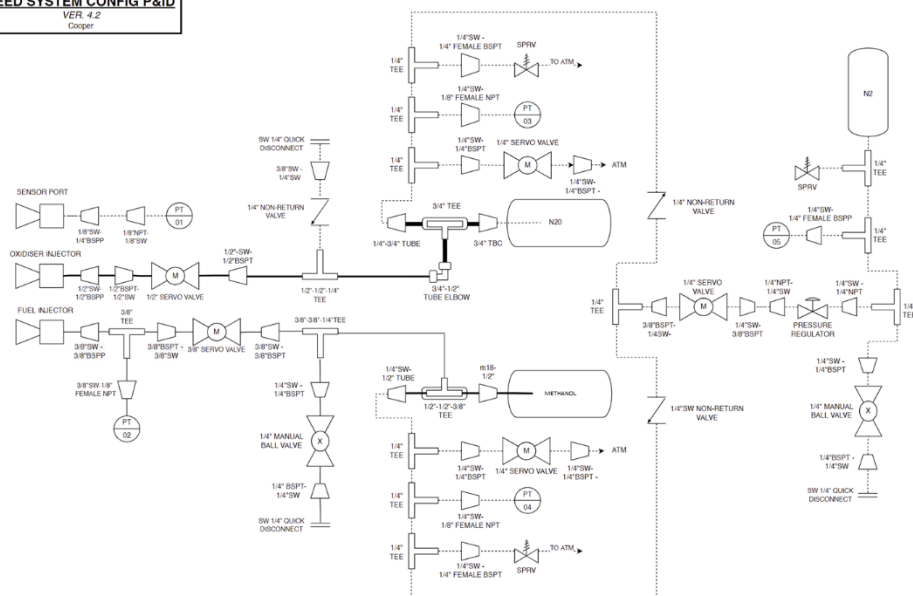 EED SYSTEM CONFIG P&ID
VER. 4.2
Cooper
1/4"SW -
1/4" FEMALE BSPT
SPRV
TO ATM
1/4"
TEE
1/4"SW-
1/8" FEMALE NPT
PT
03
1/4"
TEE
1/4"SW-
1/4"BSPT
1/4" SERVO VALVE
M
ATM
1/4"SW-
1/4"BSPT -
1/4"
TEE
SW 1/4" QUICK
DISCONNECT
3/8"SW -
1/4"SW
1/4" NON-RETURN
VALVE
SENSOR PORT
1/8"SW-
1/4"BSPP
1/8"NPT-
1/8"SW
PT
01
3/4" TEE
1/4"-3/4" TUBE
3/4" TBC
N20
3/4"-1/2"
TUBE ELBOW
OXIDISER INJECTOR
1/2"SW-
1/2"BSPP
1/2"BSPT-
1/2"SW
M
1/2" SERVO VALVE
1/2"-SW-
1/2"BSPT
1/2"-1/2"-1/4"
TEE
FUEL INJECTOR
3/8"SW -
3/8"BSPP
3/8"
TEE
3/8"BSPT -
3/8"SW
M
3/8" SERVO VALVE
3/8"SW -
3/8"BSPT
3/8"-3/8"-1/4"TEE
3/8"SW-1/8"
FEMALE NPT
PT
02
1/4"SW -
1/4"BSPT
1/4" MANUAL
BALL VALVE
X
1/4" BSPT-
1/4"SW
SW 1/4" QUICK
DISCONNECT
1/4"SW-
1/2" TUBE
1/2"-1/2"-3/8"
TEE
m18-
1/2"
METHANOL
1/4"
TEE
1/4"SW-
1/4"BSPT
M
1/4" SERVO VALVE
1/4"SW-
1/4"BSPT -
ATM
1/4"
TEE
1/4"SW-
1/8" FEMALE NPT
PT
04
1/4"
TEE
1/4"SW -
1/4" FEMALE BSPT
SPRV
TO ATM
1/4" NON-RETURN
VALVE
1/4"
TEE
3/8"BSPT-
1/4SW-
1/4" SERVO
VALVE
M
1/4"SW-
3/8"BSPT
1/4"NPT-
1/4"SW
PRESSURE
REGULATOR
1/4"SW -
1/4"NPT
1/4"
TEE
1/4"SW NON-RETURN
VALVE
N2
1/4"
TEE
SPRV
1/4"SW-
1/4" FEMALE BSPP
PT
05
1/4"
TEE
1/4"SW -
1/4"BSPT
1/4" MANUAL
BALL VALVE
X
1/4"BSPT -
1/4"SW
SW 1/4" QUICK
DISCONNECT